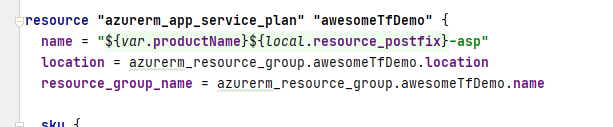 resource "azurerm_app_service_plan" "awesomeTfDemo" {
  name = "${var.productName}${local.resource_postfix}-asp"
  location = azurerm_resource_group.awesomeTfDemo.location
  resource_group_name = azurerm_resource_group.awesomeTfDemo.name
  sku {